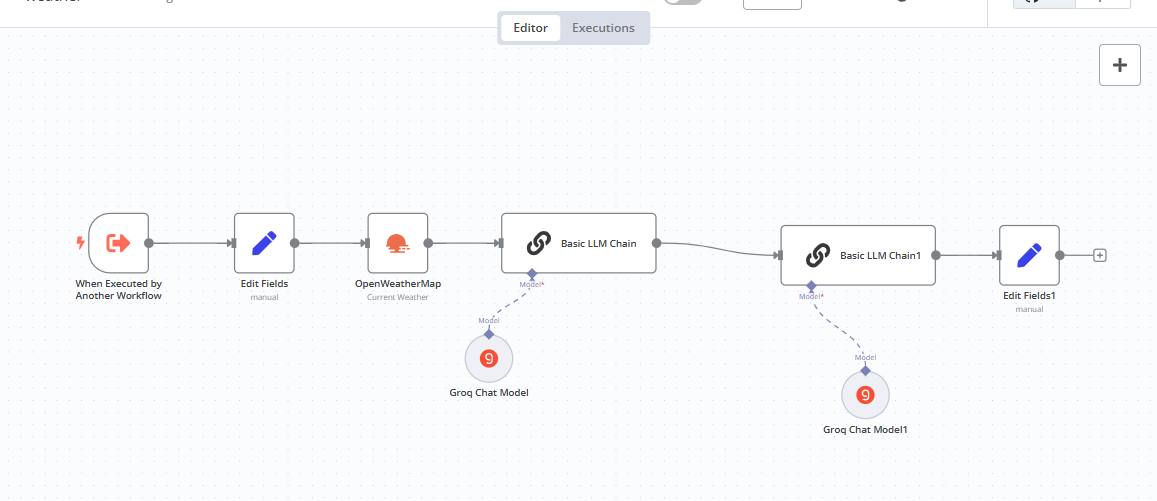 Editor
Executions
When Executed by
Another Workflow
Edit Fields
manual
OpenWeatherMap
Current Weather
Basic LLM Chain
Model*
Model
Groq Chat Model
Basic LLM Chain1
Model*
Model
Groq Chat Model1
Edit Fields1
manual